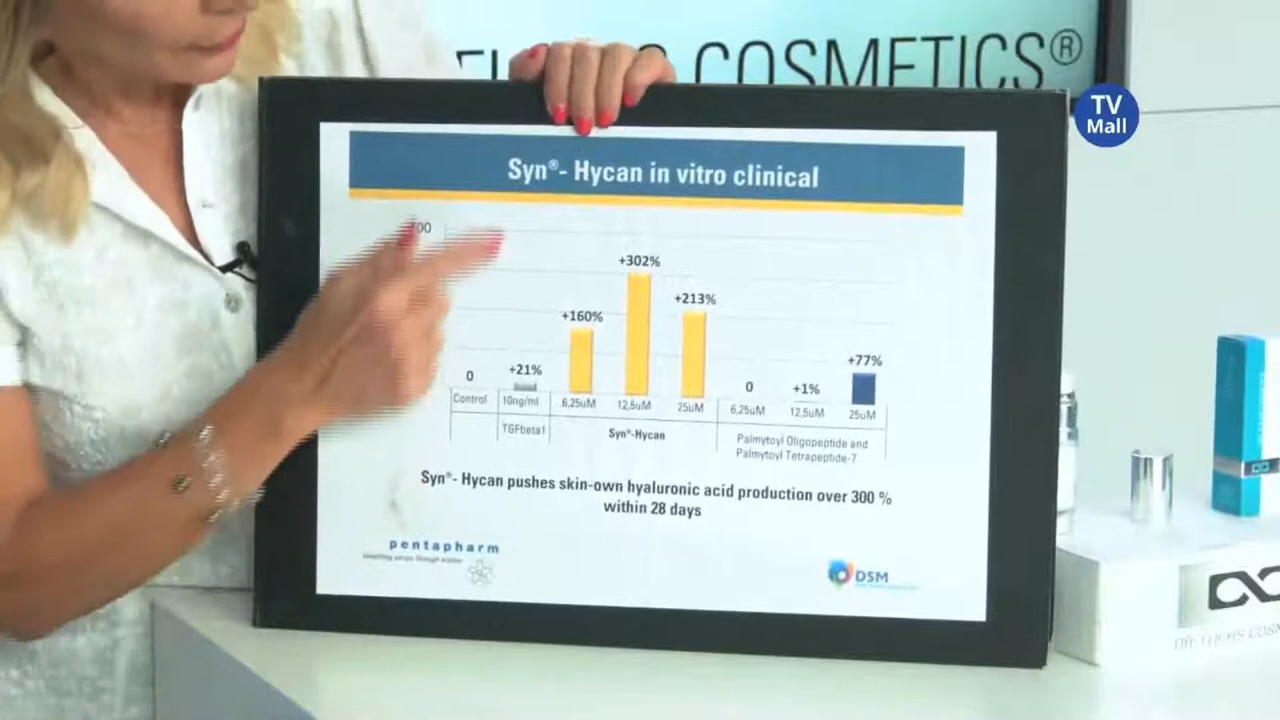 COSMETICS®
TV
Mall
Syn®- Hycan in vitro clinical
+302%
+213%
+160%
+77%
+21%
0
0
+1%
Control
10ng/ml
6,25uM
12,5uM
25uM
6,25uM
12,5uM
25uM
TGFbeta1
Syn®-Hycan
Palmytoyl Oligopeptide and
Palmytoyl Tetrapeptide-7
Syn®- Hycan pushes skin-own hyaluronic acid production over 300 %
within 28 days
pentapharm
DSM